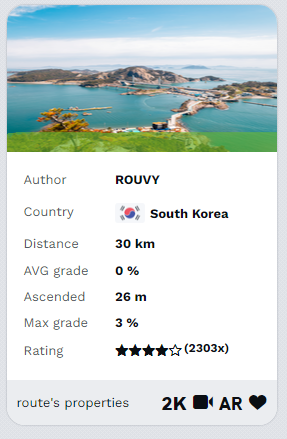 Author ROUVY
Country South Korea
Distance 30 km
AVG grade 0 %
Ascended 26 m
Max grade 3 %
Rating (2303x)
route's properties 2K AR